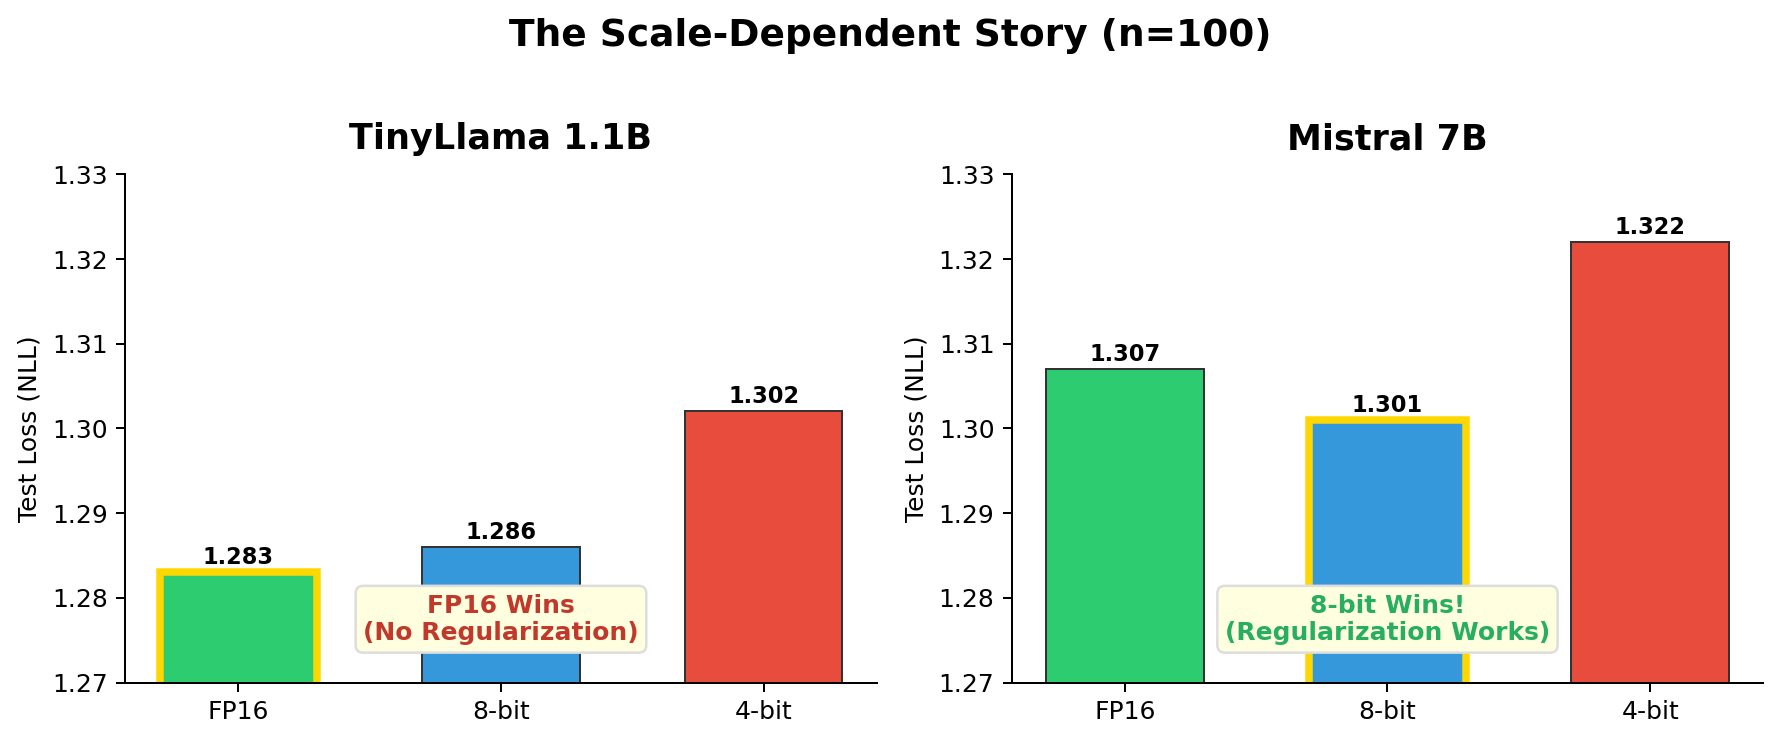 The Scale-Dependent Story (n=100)
TinyLlama 1.1B
Test Loss (NLL)
1.33
1.32
1.31
1.30
1.29
1.28
1.27
1.283
1.286
1.302
FP16 Wins
(No Regularization)
FP16
8-bit
4-bit
Mistral 7B
Test Loss (NLL)
1.33
1.32
1.31
1.30
1.29
1.28
1.27
1.307
1.301
1.322
8-bit Wins!
(Regularization Works)
FP16
8-bit
4-bit